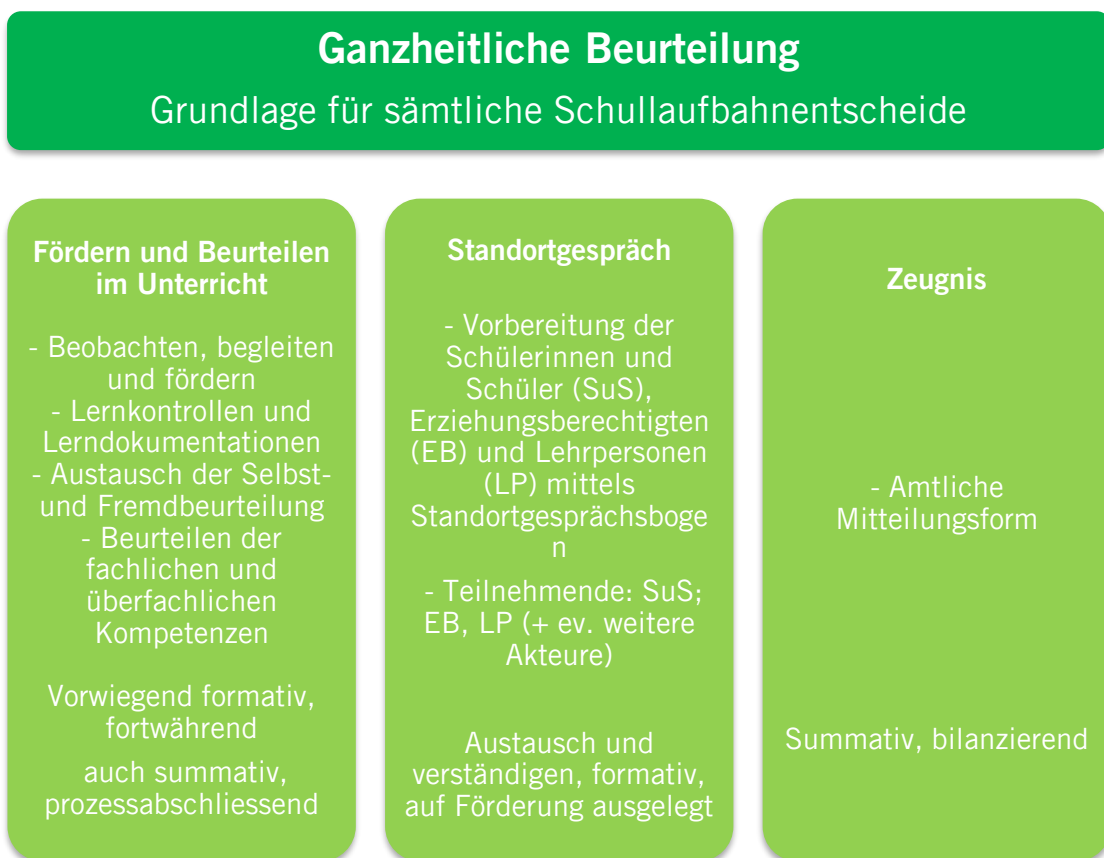 Ganzheitliche Beurteilung
Grundlage für sämtliche Schullaufbahnentscheide
Fördern und Beurteilen
im Unterricht
- Beobachten, begleiten
und fördern
- Lernkontrollen und
Lerndokumentationen
- Austausch der Selbst-
und Fremdbeurteilung
- Beurteilen der
fachlichen und
überfachlichen
Kompetenzen
Vorwiegend formativ,
fortwährend
auch summativ,
prozessabschliessend
Standortgespräch
- Vorbereitung der
Schülerinnen und
Schüler (SuS),
Erziehungsberechtigten
(EB) und Lehrpersonen
(LP) mittels
Standortgesprächsboge
n
- Teilnehmende: SuS;
EB, LP (+ ev. weitere
Akteure)
Austausch und
verständigen, formativ,
auf Förderung ausgelegt
Zeugnis
- Amtliche
Mitteilungsform
Summativ, bilanzierend